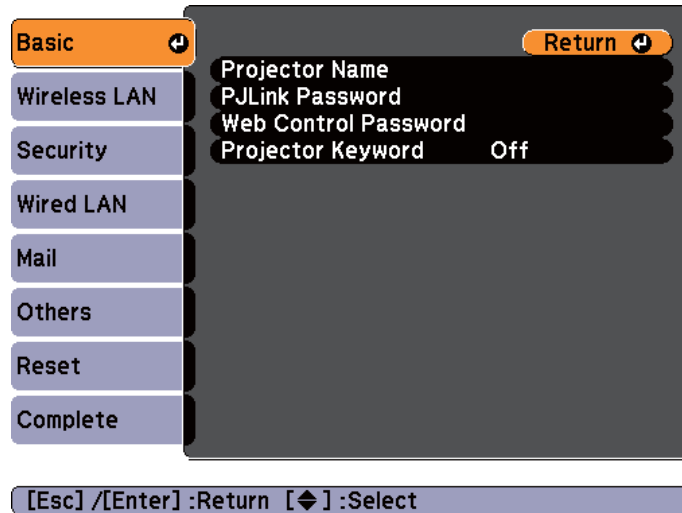 Basic
Wireless LAN
Security
Wired LAN
Mail
Others
Reset
Complete
Return
Projector Name
PJLink Password
Web Control Password
Projector Keyword Off
[Esc] /[Enter] :Return [◆] :Select